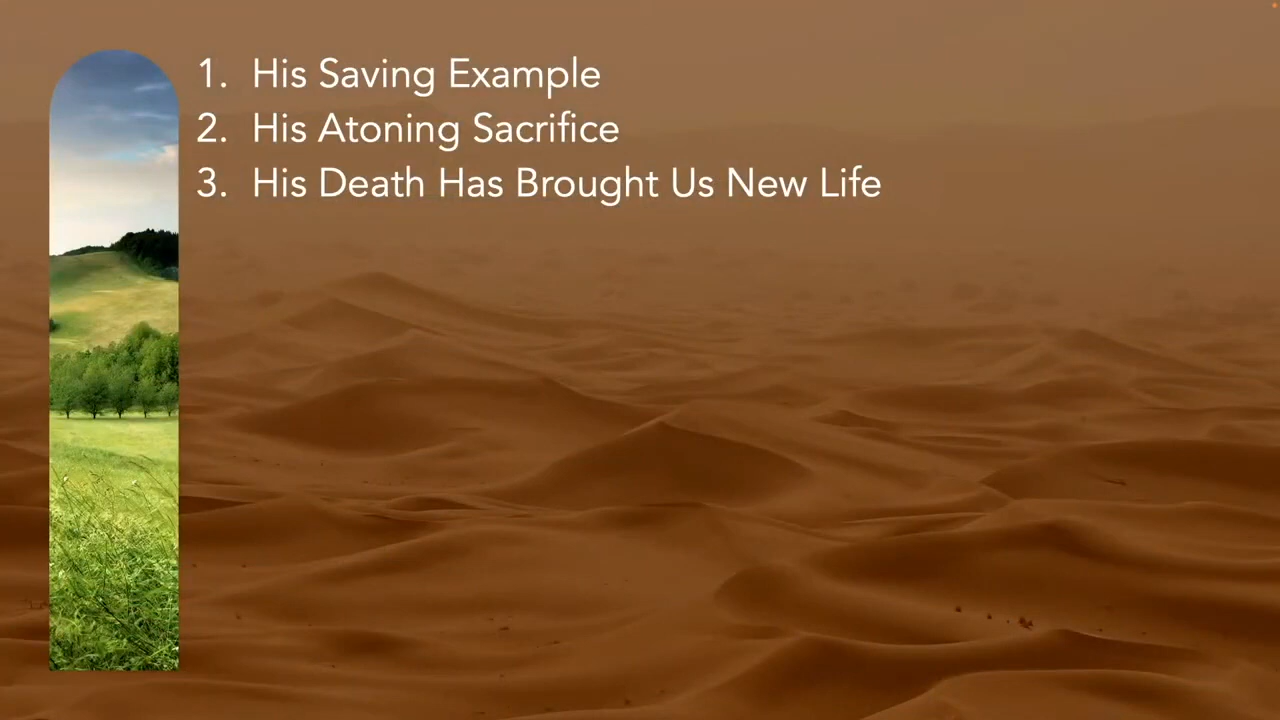 1. His Saving Example
2. His Atoning Sacrifice
3. His Death Has Brought Us New Life